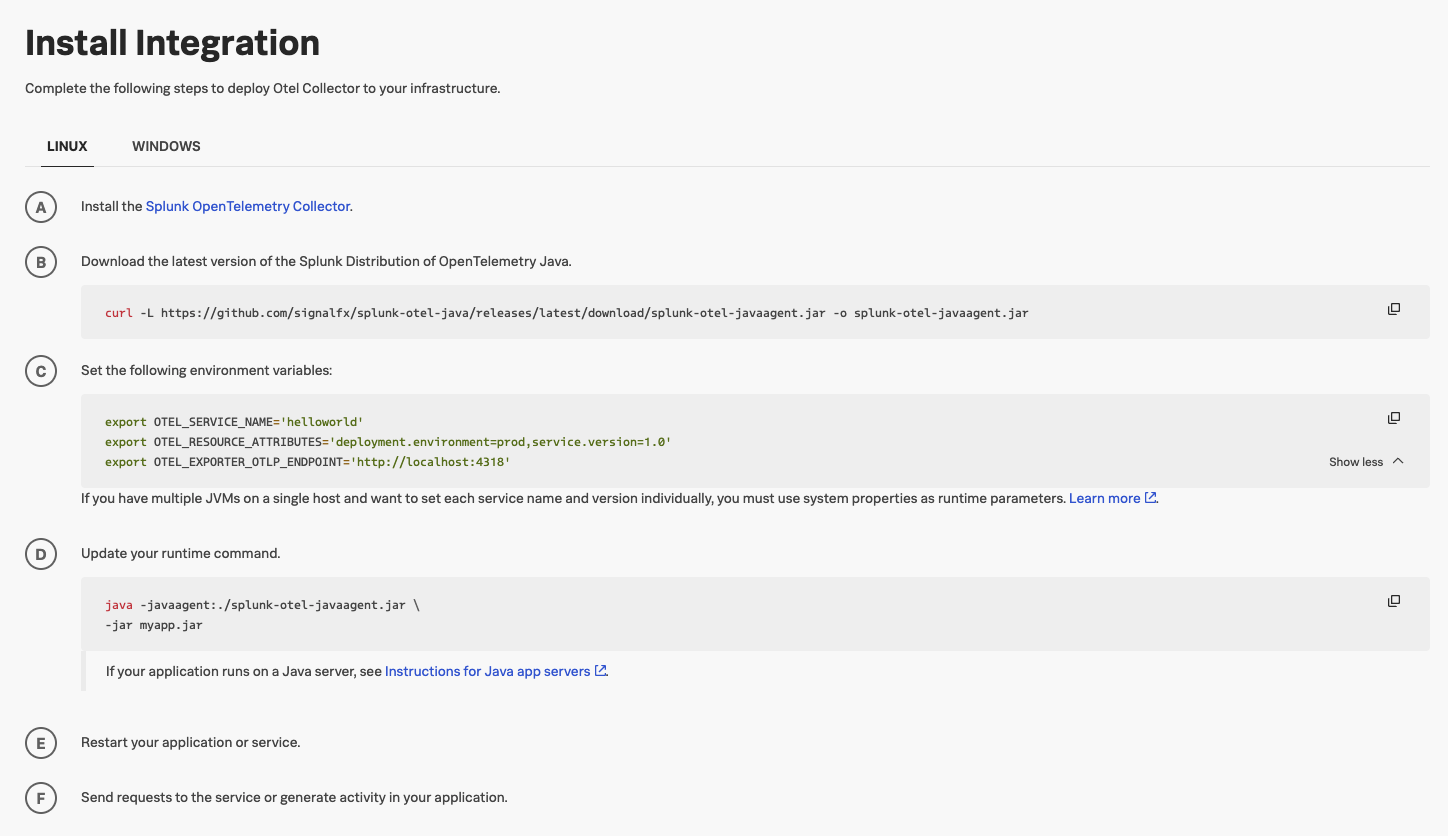 Install Integration
Complete the following steps to deploy Otel Collector to your infrastructure.
LINUX WINDOWS
A Install the Splunk OpenTelemetry Collector.
B Download the latest version of the Splunk Distribution of OpenTelemetry Java.
curl -L https://github.com/signalfx/splunk-otel-java/releases/latest/download/splunk-otel-javaagent.jar -o splunk-otel-javaagent.jar
C Set the following environment variables:
export OTEL_SERVICE_NAME='helloworld'
export OTEL_RESOURCE_ATTRIBUTES='deployment.environment=prod,service.version=1.0'
export OTEL_EXPORTER_OTLP_ENDPOINT='http://localhost:4318'
Show less
If you have multiple JVMs on a single host and want to set each service name and version individually, you must use system properties as runtime parameters. Learn more.
D Update your runtime command.
java -javaagent:./splunk-otel-javaagent.jar \
-jar myapp.jar
If your application runs on a Java server, see Instructions for Java app servers.
E Restart your application or service.
F Send requests to the service or generate activity in your application.